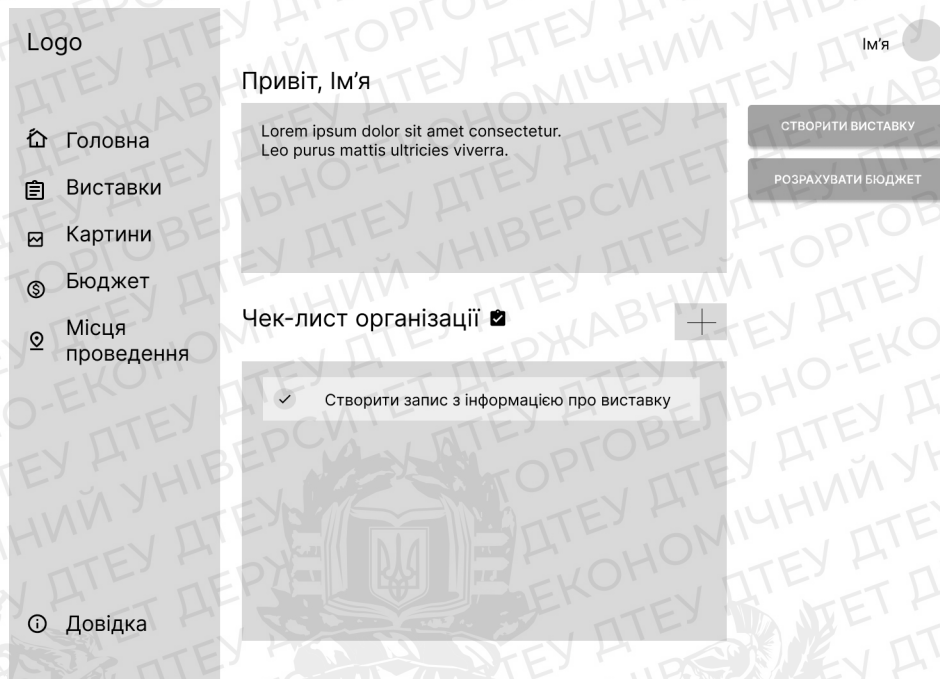 Logo
Ім’я
Привіт, Ім’я
Lorem ipsum dolor sit amet consectetur.
Leo purus mattis ultricies viverra.
СТВОРИТИ ВИСТАВКУ
РОЗРАХУВАТИ БЮДЖЕТ
Головна
Виставки
Картини
Бюджет
Місця
проведення
Чек-лист організації
Створити запис з інформацією про виставку
Довідка